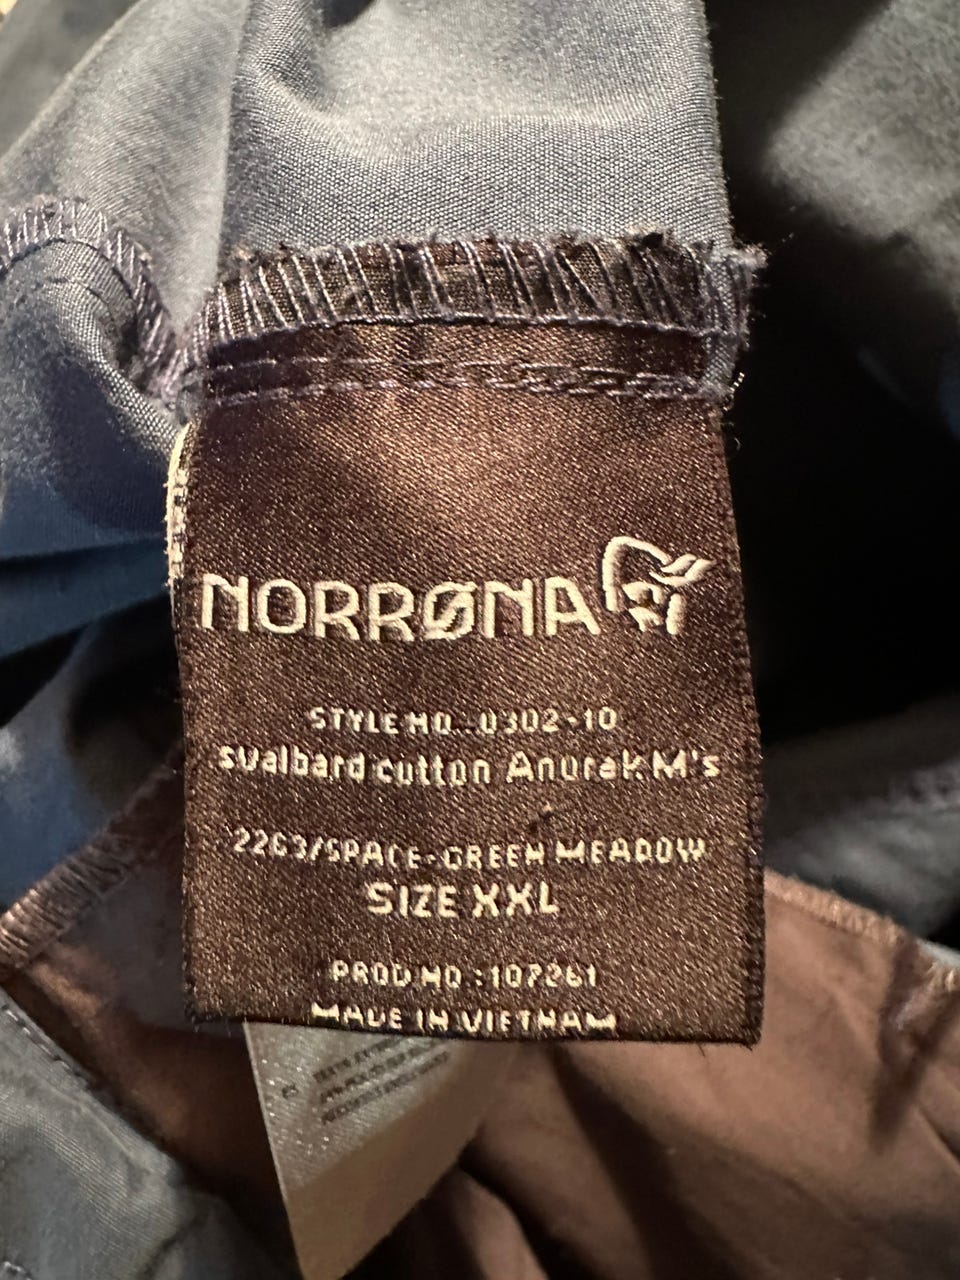 NORRØNA
STYLE NO.:0302-10
svalbard cotton Anorak M's
2263/SPACE-GREEN MEADOW
SIZE XXL
PROD NO :107261
MADE IN VIETNAM
ES